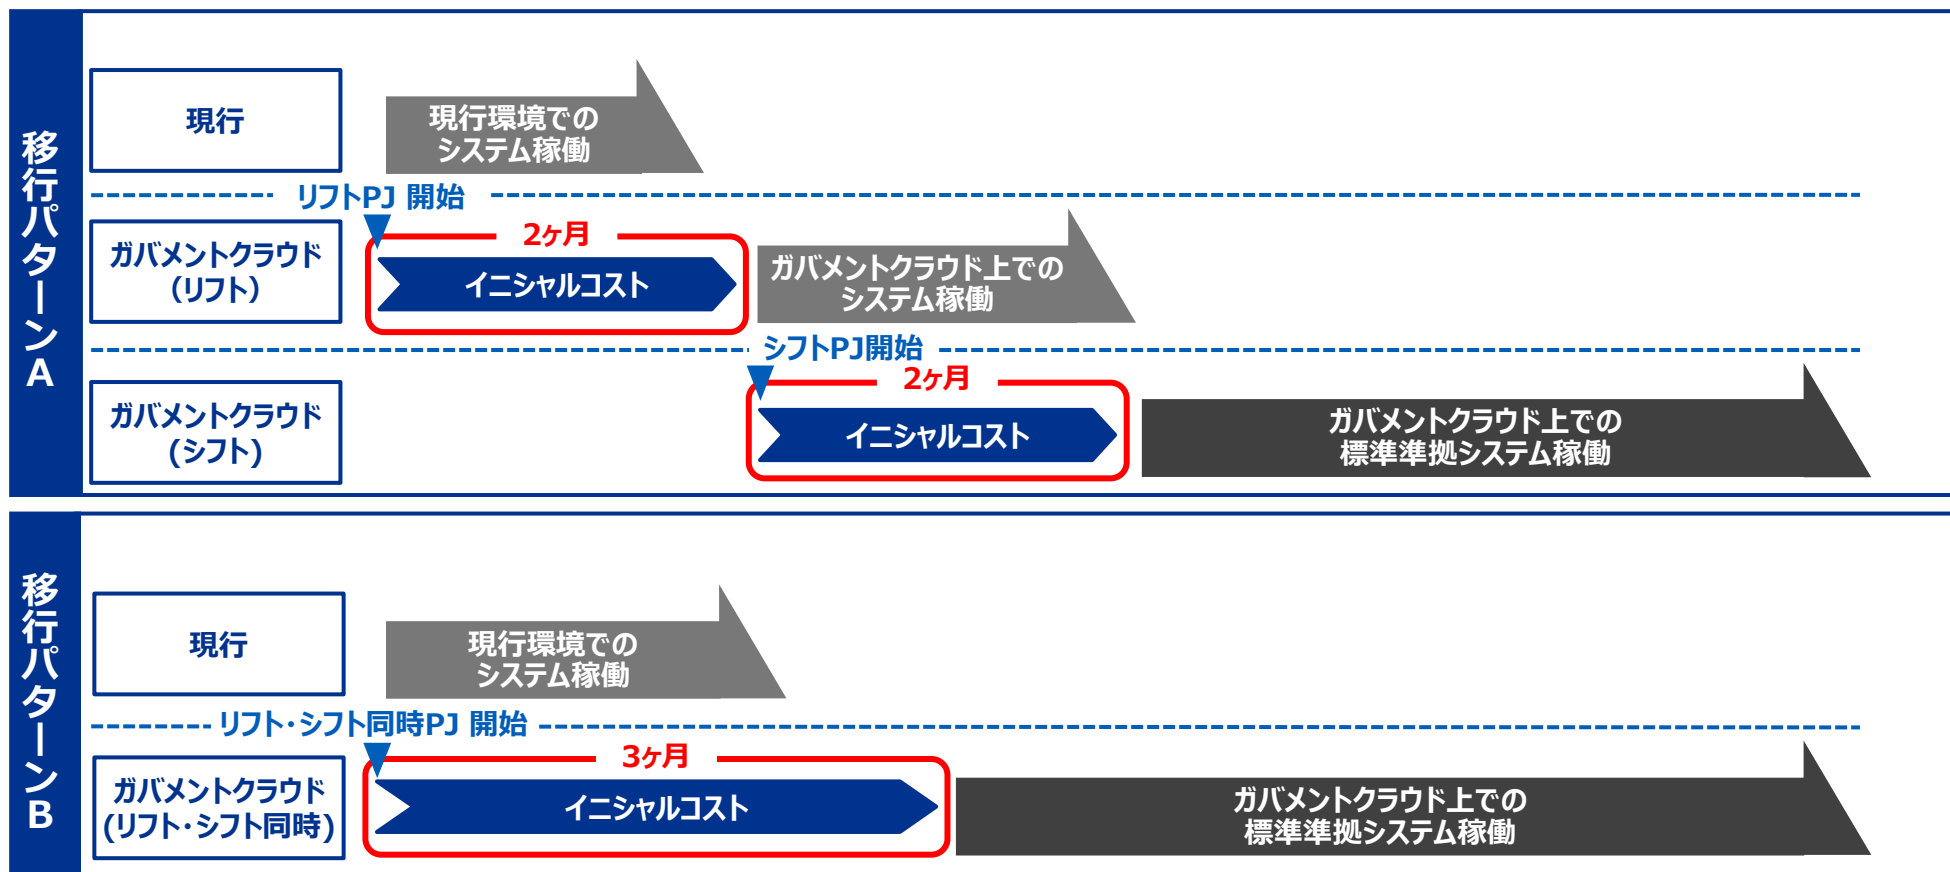 移行パターンA
現行
現行環境での
システム稼働
リフトPJ 開始
ガバメントクラウド
（リフト）
2ヶ月
イニシャルコスト
ガバメントクラウド上での
システム稼働
シフトPJ開始
ガバメントクラウド
(シフト)
2ヶ月
イニシャルコスト
ガバメントクラウド上での
標準準拠システム稼働
移行パターンB
現行
現行環境での
システム稼働
リフト・シフト同時PJ 開始
ガバメントクラウド
(リフト・シフト同時)
3ヶ月
イニシャルコスト
ガバメントクラウド上での
標準準拠システム稼働